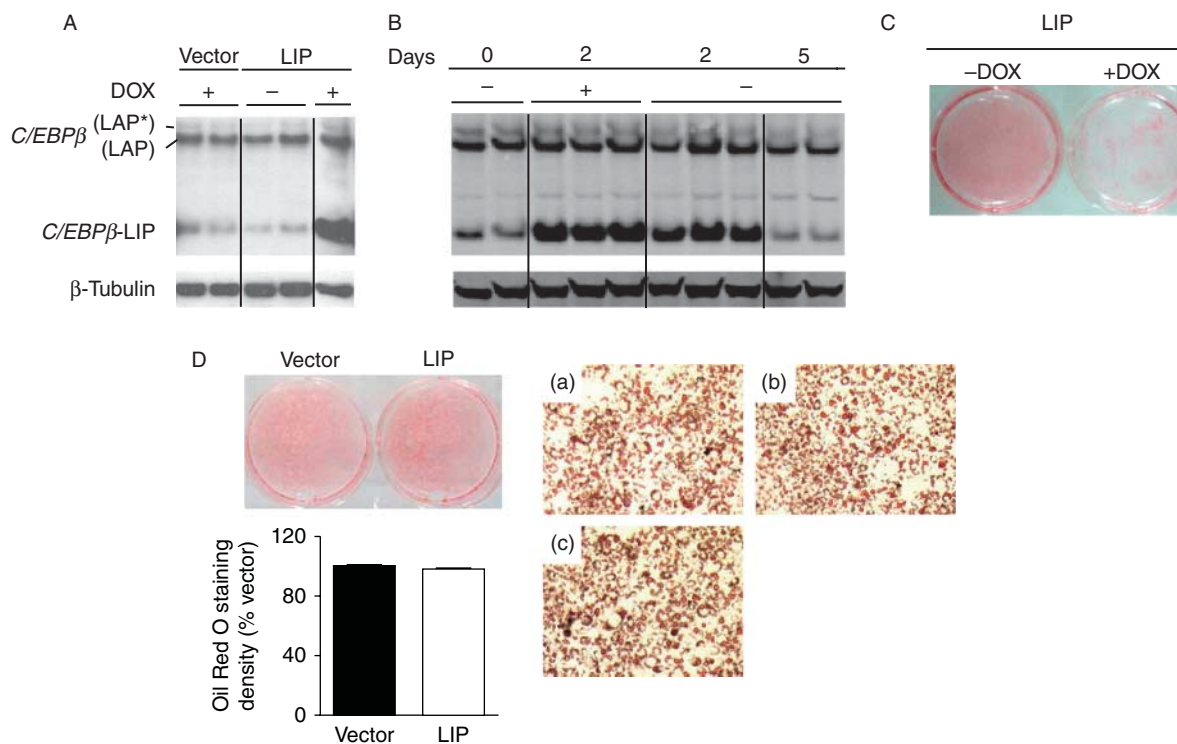 A
Vector LIP
DOX + − +
C/EBPβ (LAP*)
(LAP)
C/EBPβ-LIP
β-Tubulin
B
Days 0 2 2 5
− + −
C
LIP
−DOX +DOX
D
Vector LIP
Oil Red O staining
density (% vector)
120
80
40
0
Vector LIP
(a)
(b)
(c)